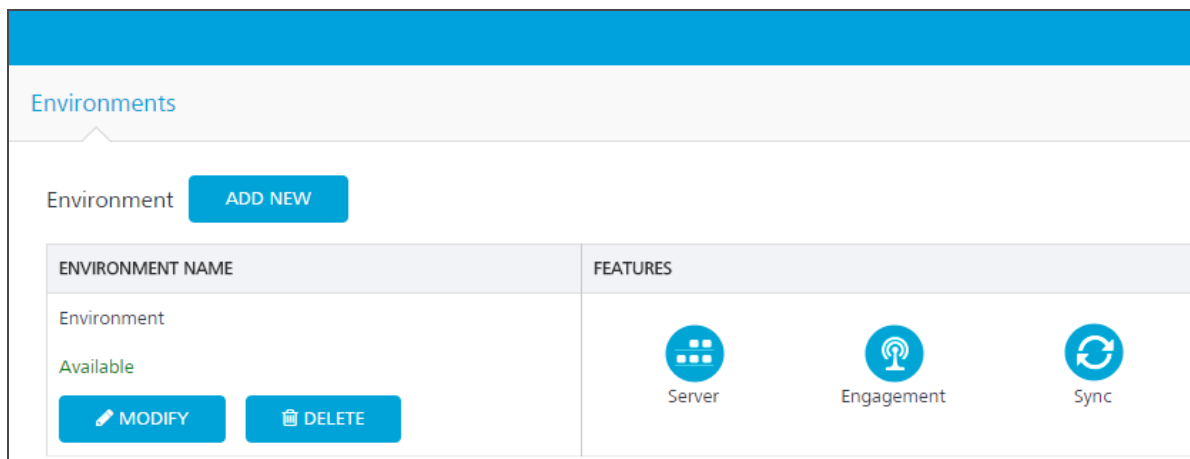 Environments
Environment ADD NEW
ENVIRONMENT NAME FEATURES
Environment
Available
Server Engagement Sync
MODIFY DELETE